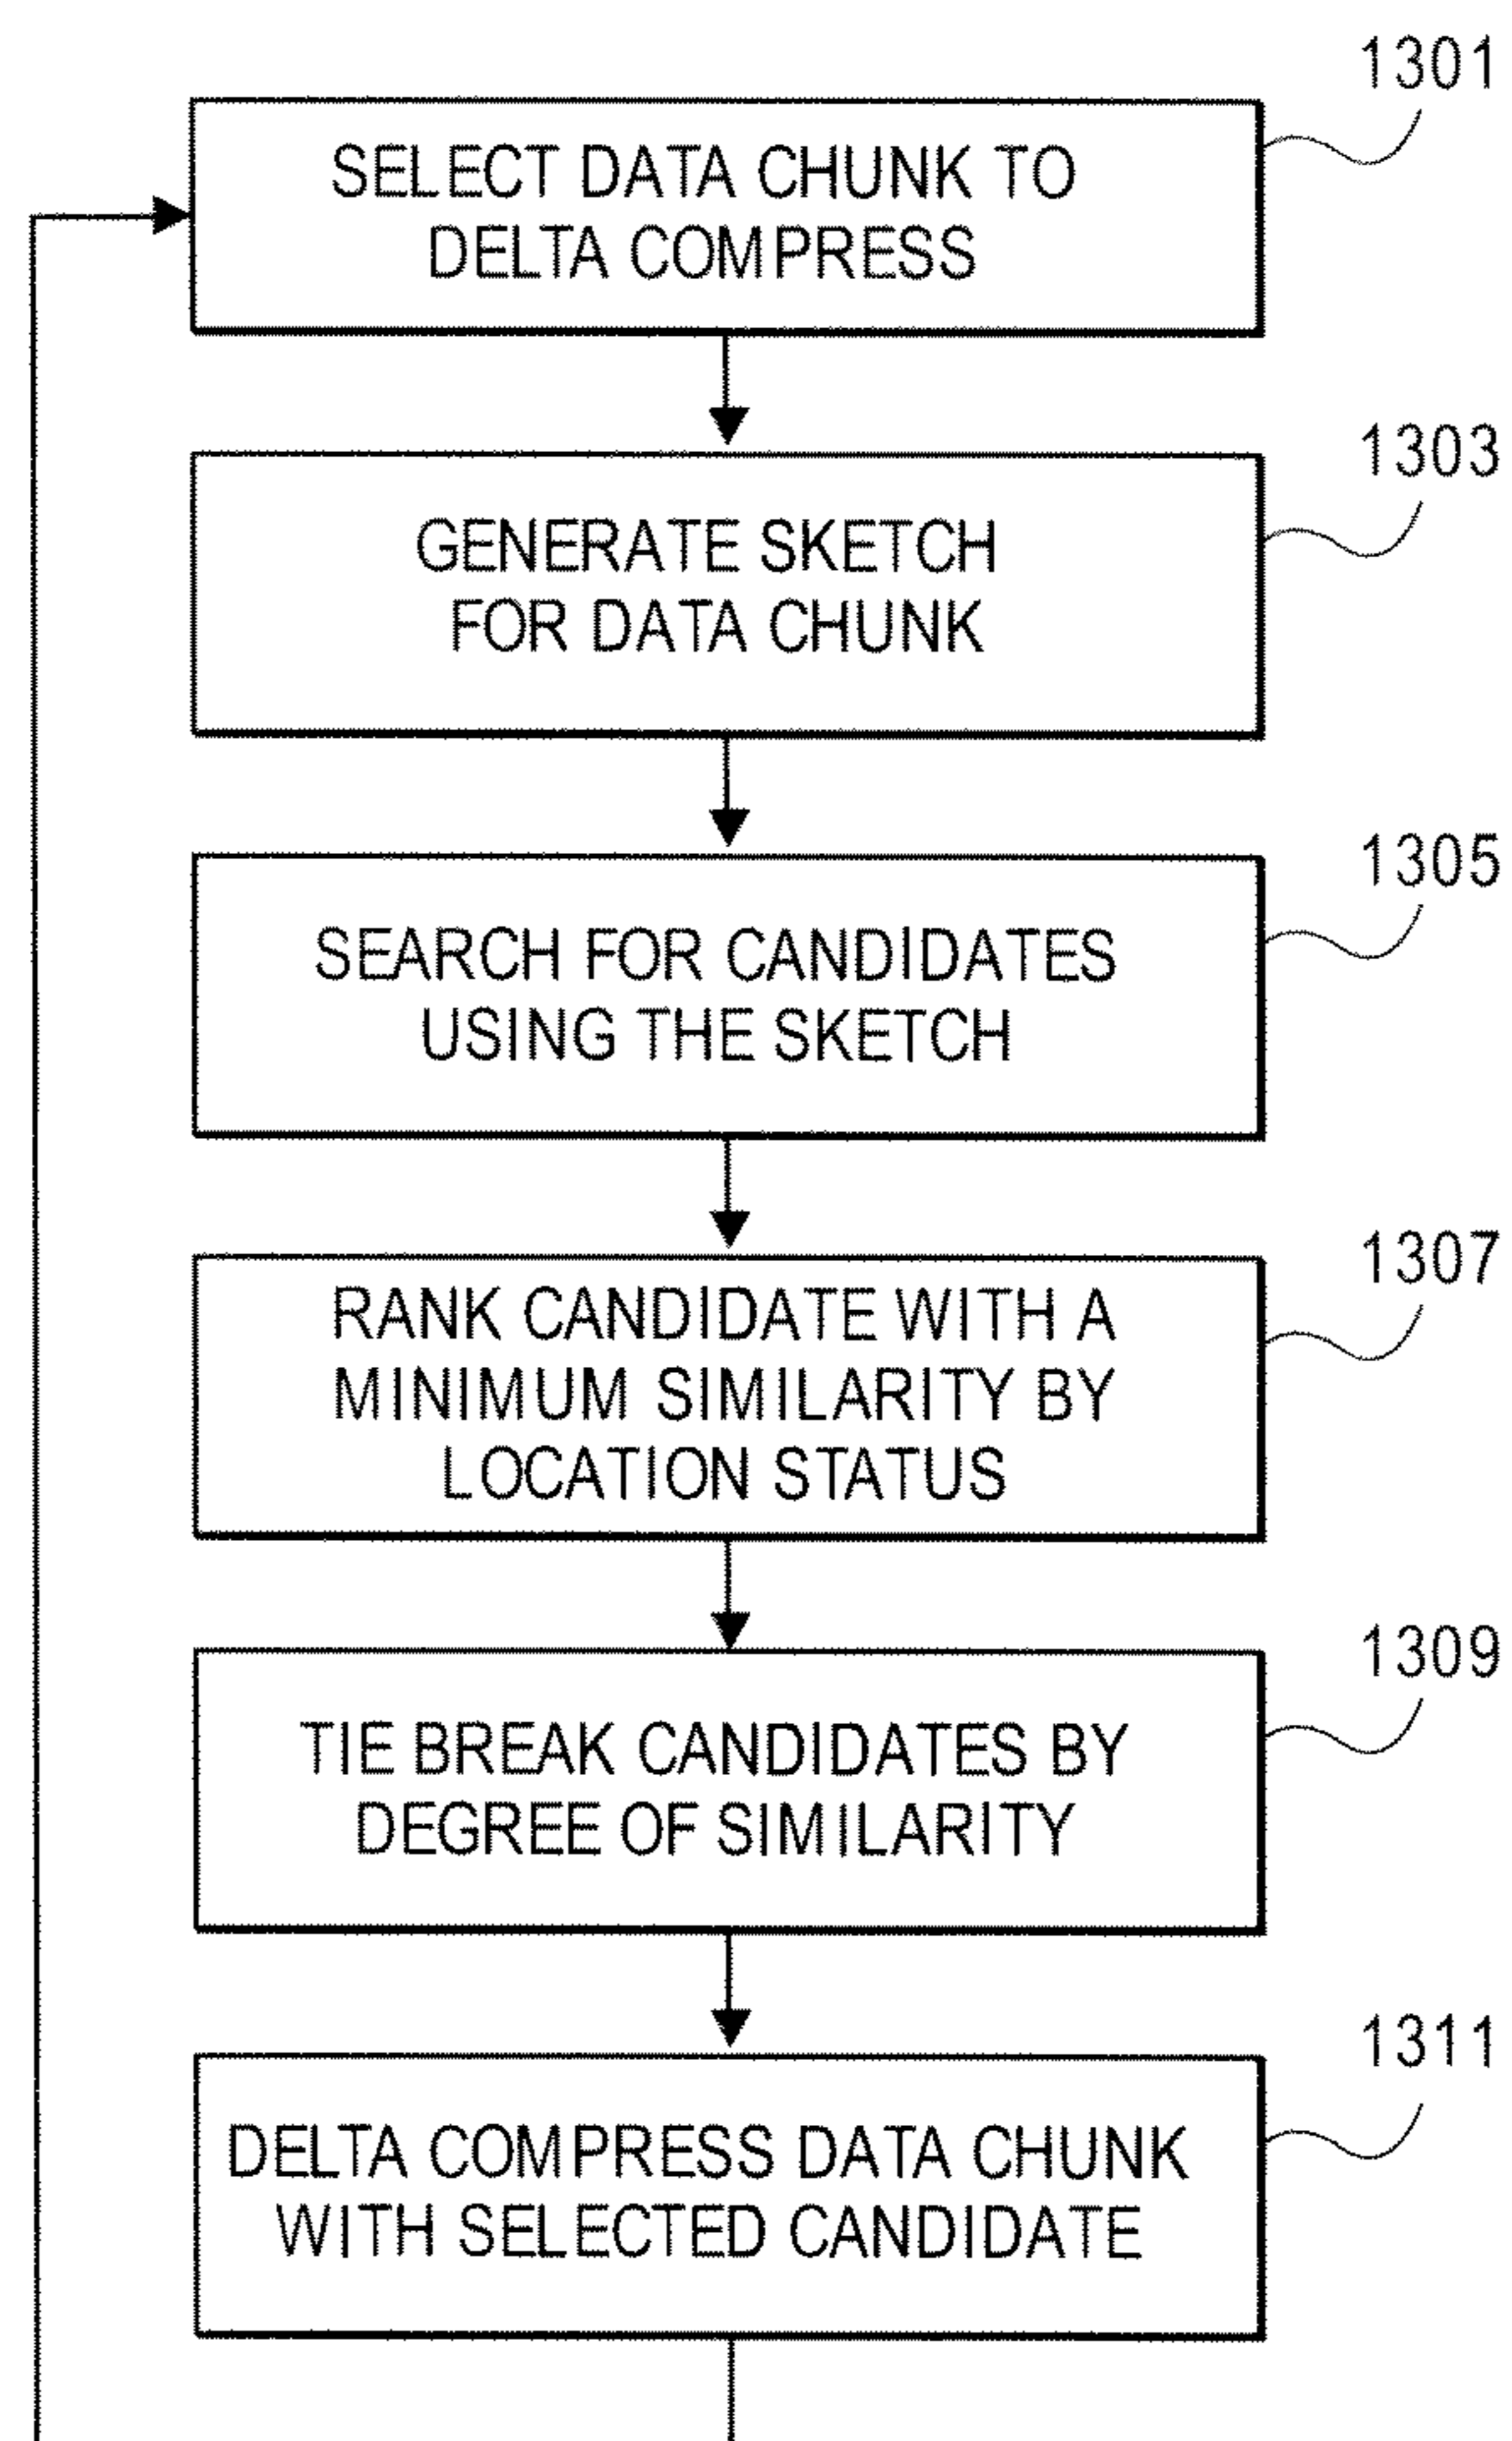 1301
SELECT DATA CHUNK TO
DELTA COMPRESS
1303
GENERATE SKETCH
FOR DATA CHUNK
1305
SEARCH FOR CANDIDATES
USING THE SKETCH
1307
RANK CANDIDATE WITH A
MINIMUM SIMILARITY BY
LOCATION STATUS
1309
TIE BREAK CANDIDATES BY
DEGREE OF SIMILARITY
1311
DELTA COMPRESS DATA CHUNK
WITH SELECTED CANDIDATE